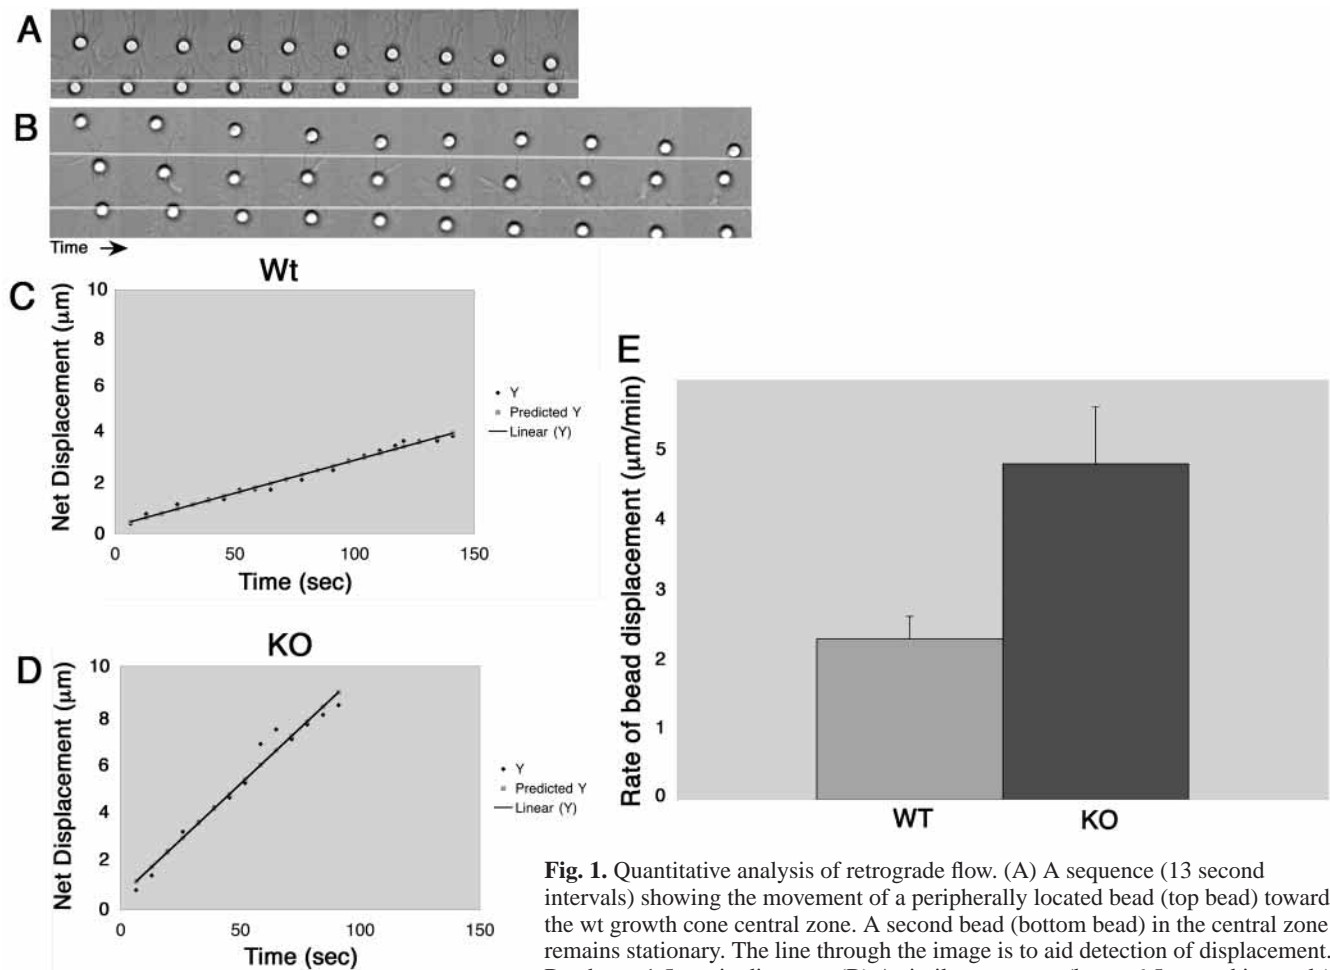 A
B
Time
Wt
C
Net Displacement (μm)
10
8
6
4
2
0
0 50 100 150
Time (sec)
Y
Predicted Y
Linear (Y)
KO
D
Net Displacement (μm)
10
8
6
4
2
0
0 50 100 150
Time (sec)
Y
Predicted Y
Linear (Y)
E
Rate of bead displacement (μm/min)
5
4
3
2
1
0
WT KO
Fig. 1. Quantitative analysis of retrograde flow. (A) A sequence (13 second
intervals) showing the movement of a peripherally located bead (top bead) toward
the wt growth cone central zone. A second bead (bottom bead) in the central zone
remains stationary. The line through the image is to aid detection of displacement.